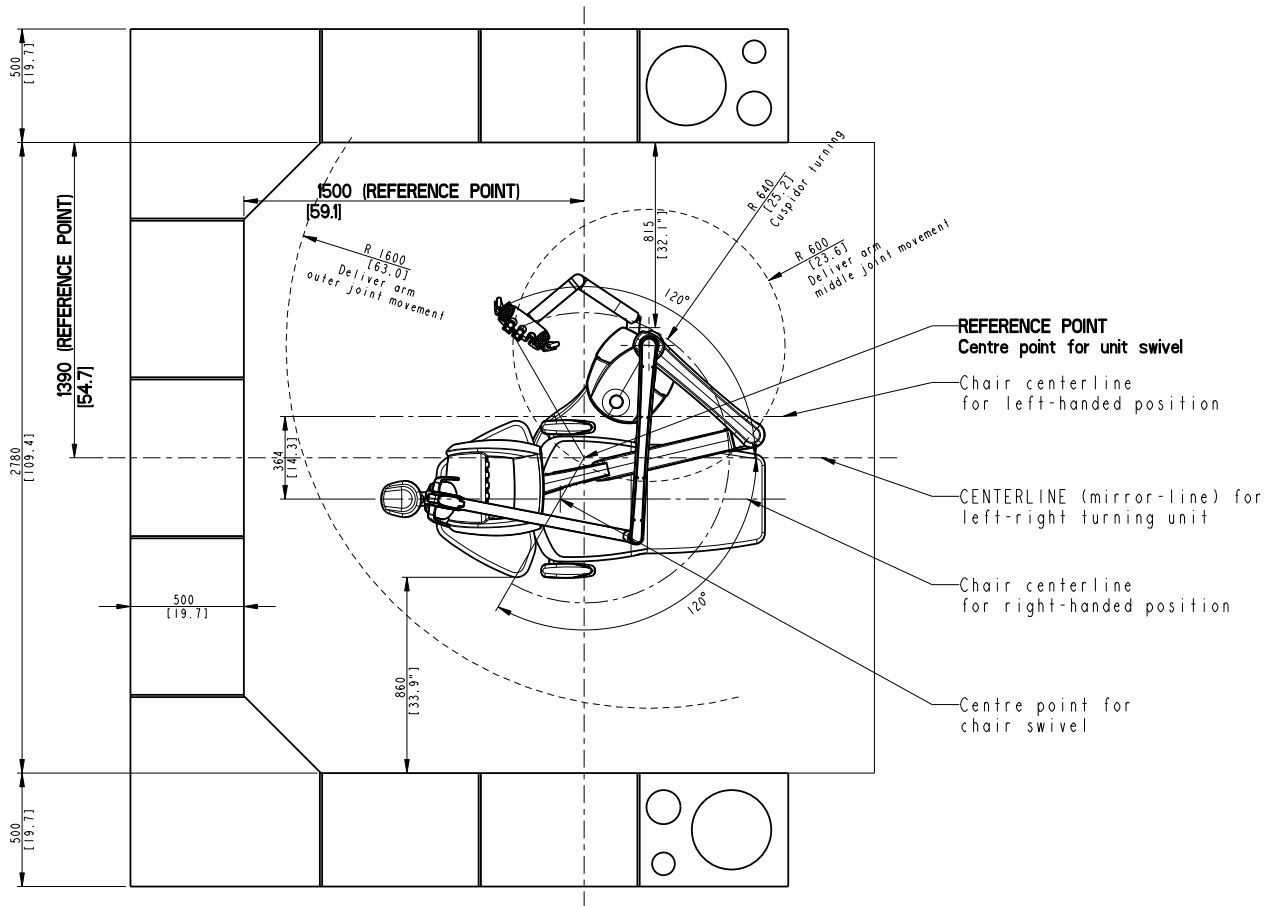 500
[19.7]
1390 (REFERENCE POINT)
[54.7]
2780
[109.4]
500
[19.7]
1500 (REFERENCE POINT)
[59.1]
R 1600
[63.0]
Deliver arm
outer joint movement
815
[32.1"]
R 640
[25.2]
Cuspidor turning
R 600
[23.6]
Deliver arm
middle joint movement
120°
364
[14.3]
500
[19.7]
860
[33.9"]
120°
REFERENCE POINT
Centre point for unit swivel
Chair centerline
for left-handed position
CENTERLINE (mirror-line) for
left-right turning unit
Chair centerline
for right-handed position
Centre point for
chair swivel